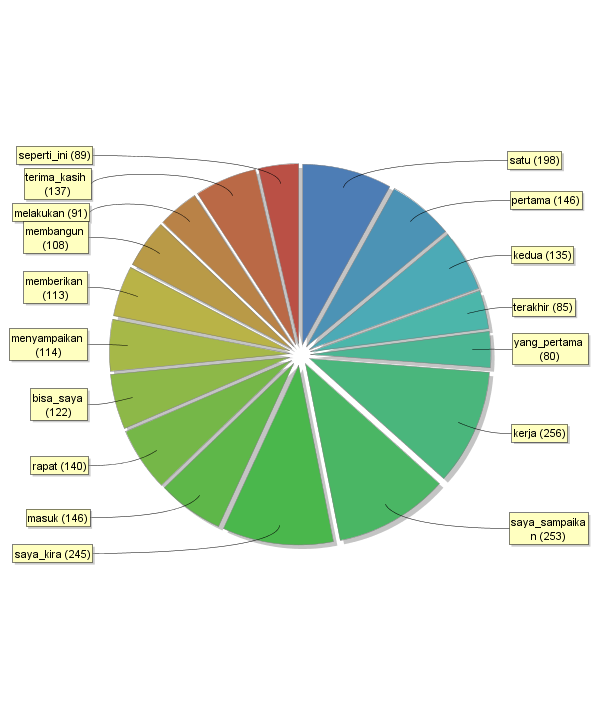 seperti_ini (89)
terima_kasih
(137)
melakukan (91)
membangun
(108)
memberikan
(113)
menyampaikan
(114)
bisa_saya
(122)
rapat (140)
masuk (146)
saya_kira (245)
satu (198)
pertama (146)
kedua (135)
terakhir (85)
yang_pertama
(80)
kerja (256)
saya_sampaika
n (253)